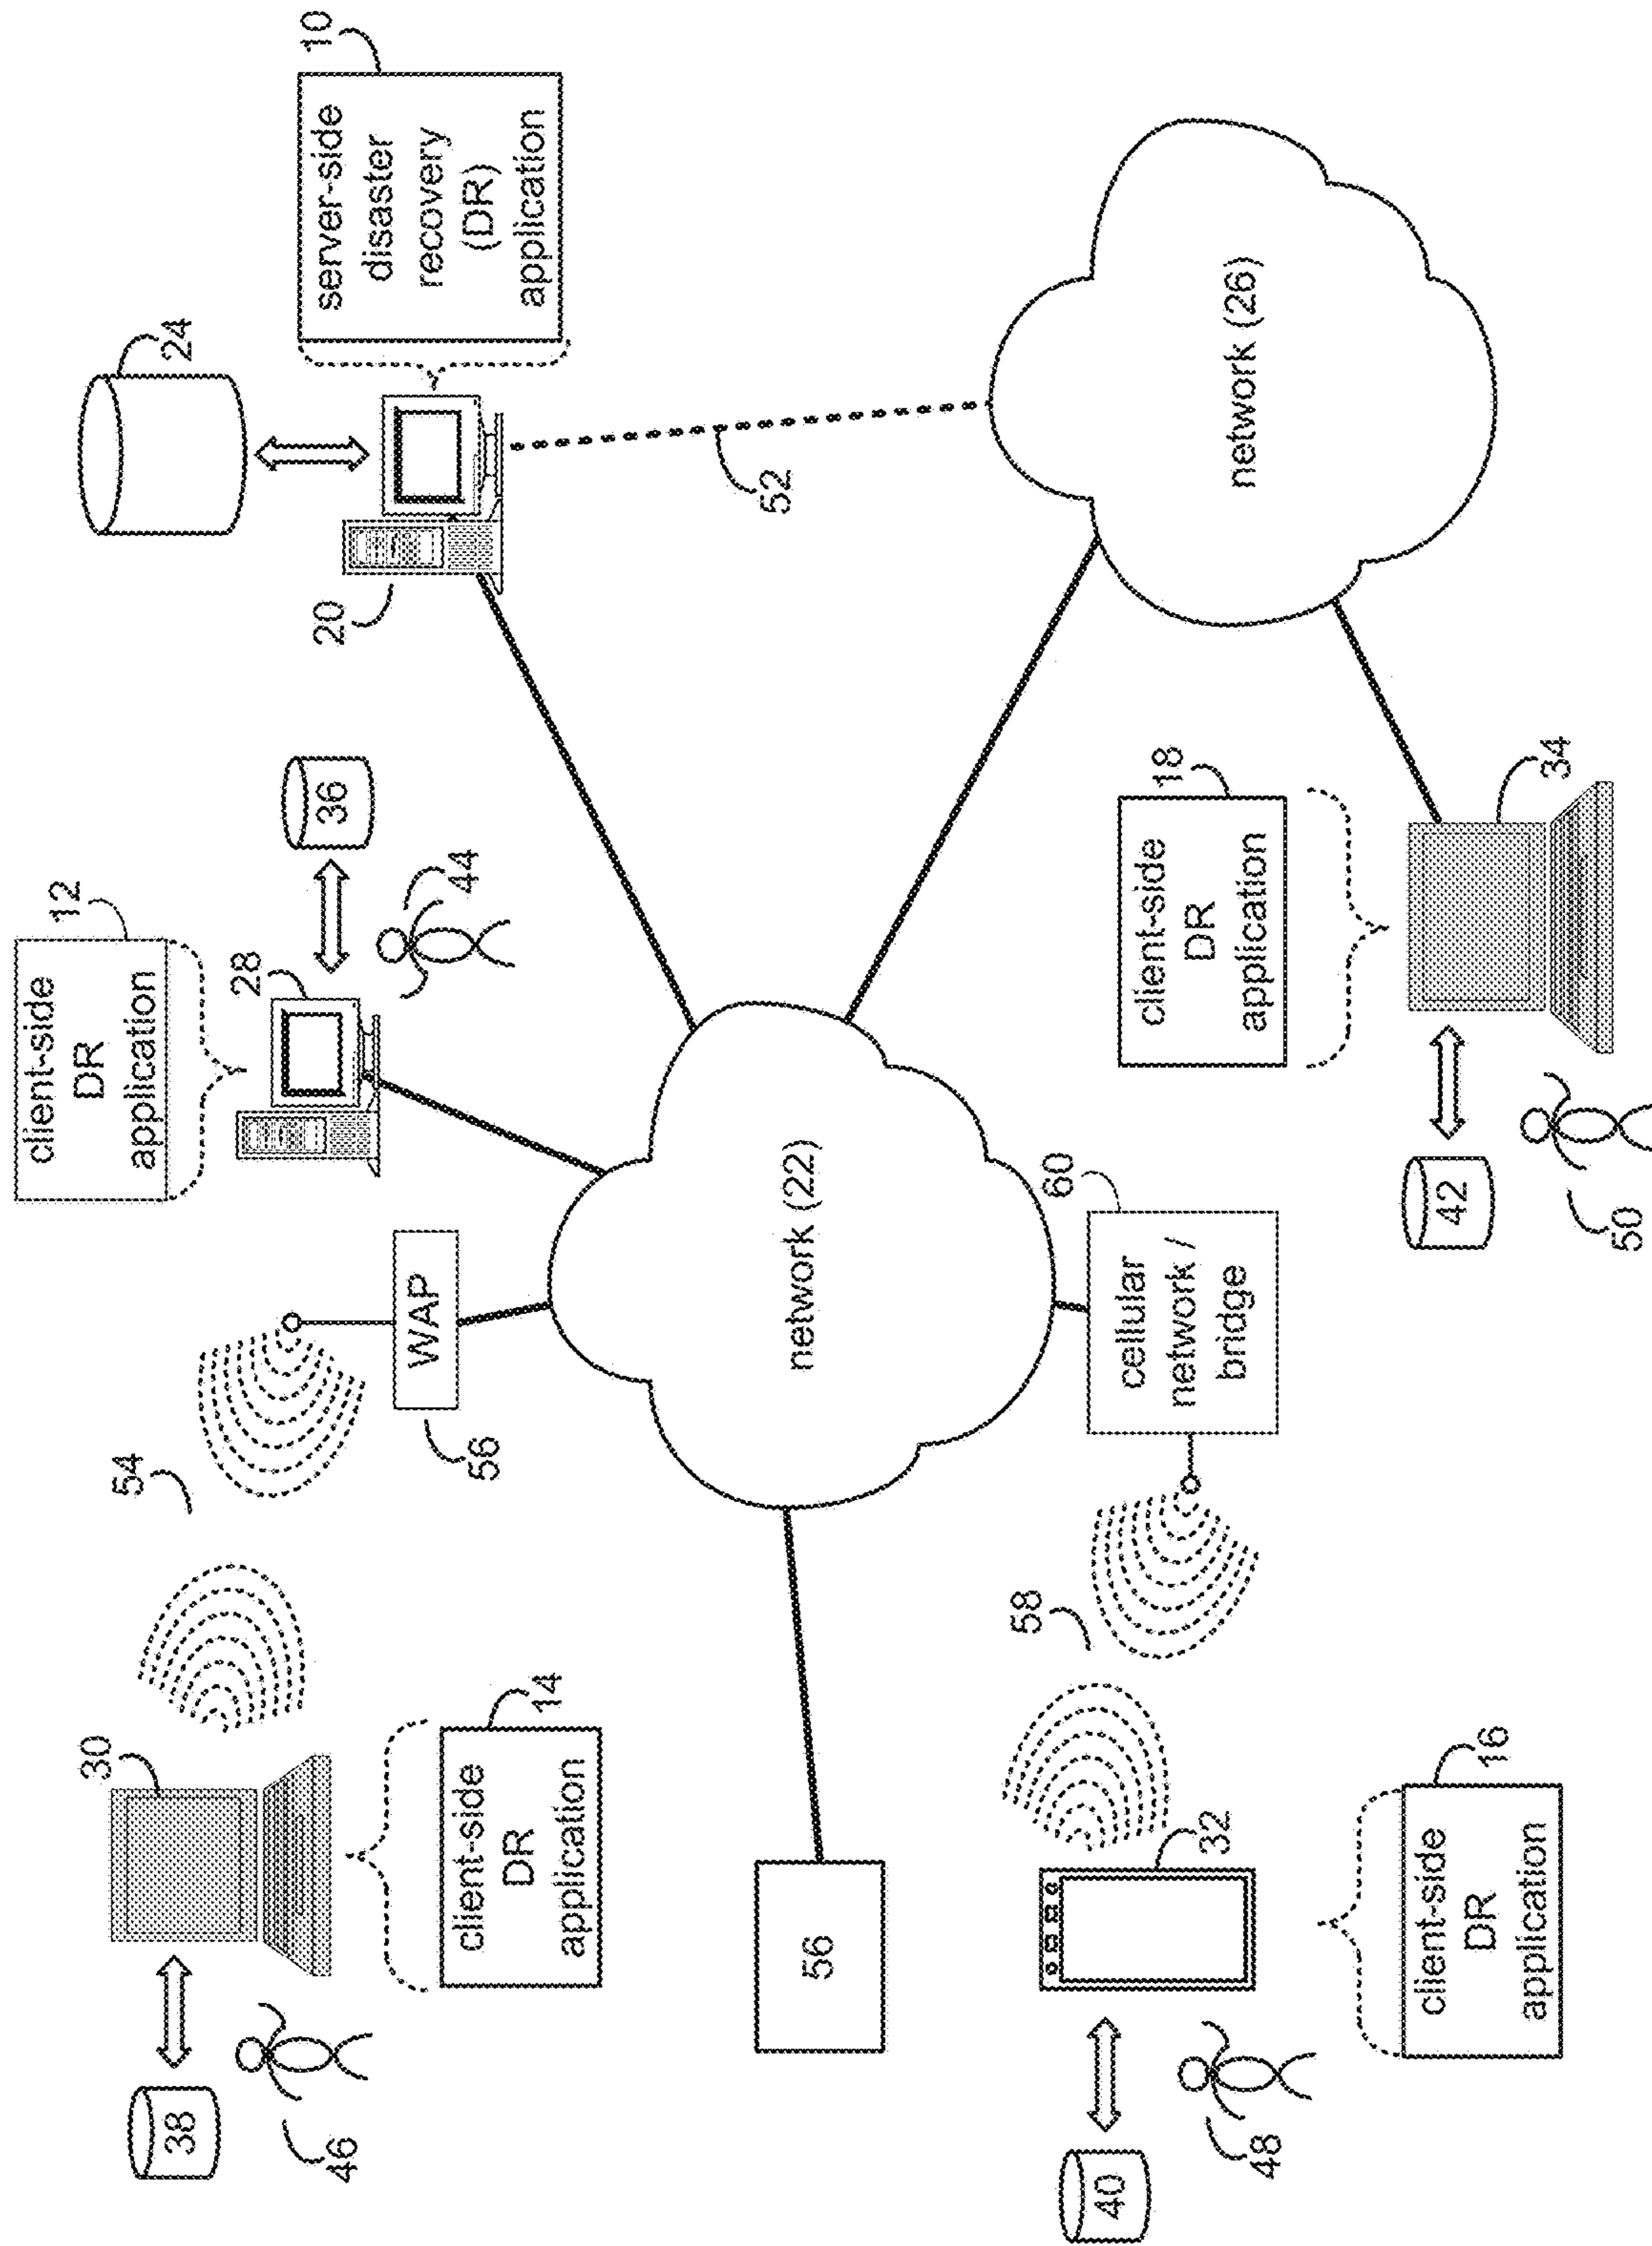 client-side
DR
application
12
30
54
38
24
10
server-side
disaster
recovery
(DR)
application
28
36
20
46
WAP
44
56
14
client-side
DR
application
52
56
network (22)
network (26)
58
60
cellular
network /
bridge
40
32
48
18
client-side
DR
application
16
client-side
DR
application
42
34
50